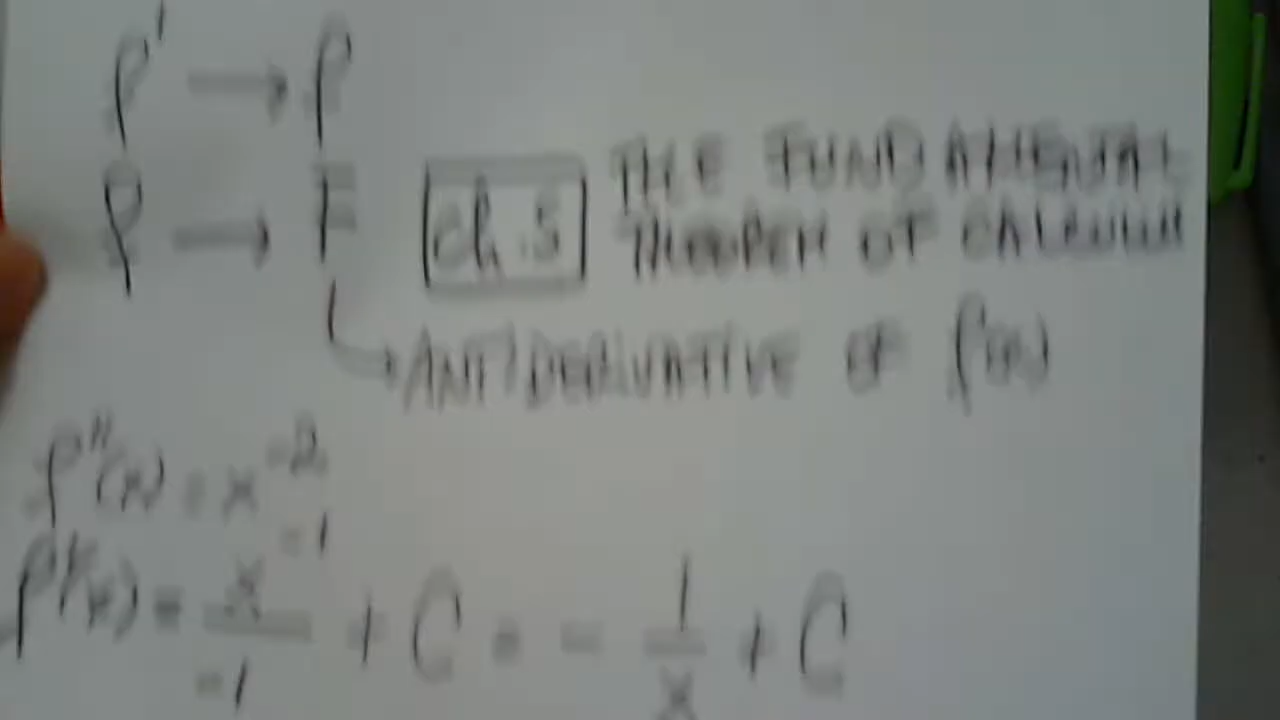 f' → f
f → F
ch. 5
THE FUNDAMENTAL
THEOREM OF CALCULUS
ANTIDERIVATIVE OF f(x)
f''(x) = x^-2
f'(x) = x^-1/-1 + C = - 1/x + C